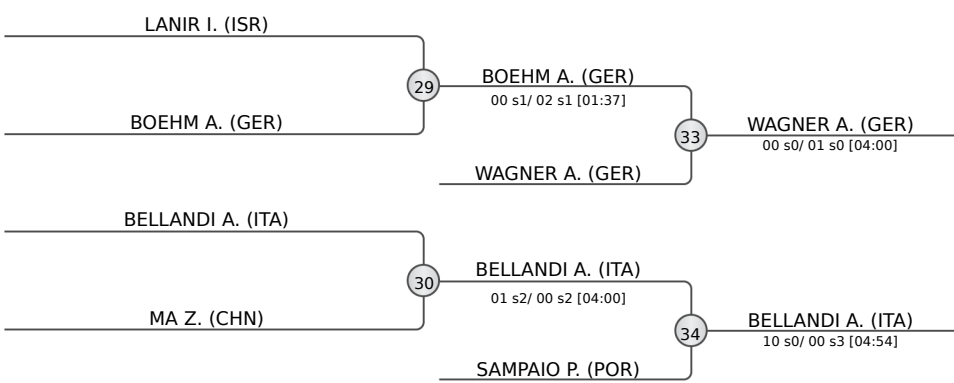 LANIR I. (ISR)
29
BOEHM A. (GER)
BOEHM A. (GER)
00 s1/ 02 s1 [01:37]
33
WAGNER A. (GER)
WAGNER A. (GER)
00 s0/ 01 s0 [04:00]
BELLANDI A. (ITA)
30
MA Z. (CHN)
BELLANDI A. (ITA)
01 s2/ 00 s2 [04:00]
34
SAMPAIO P. (POR)
BELLANDI A. (ITA)
10 s0/ 00 s3 [04:54]